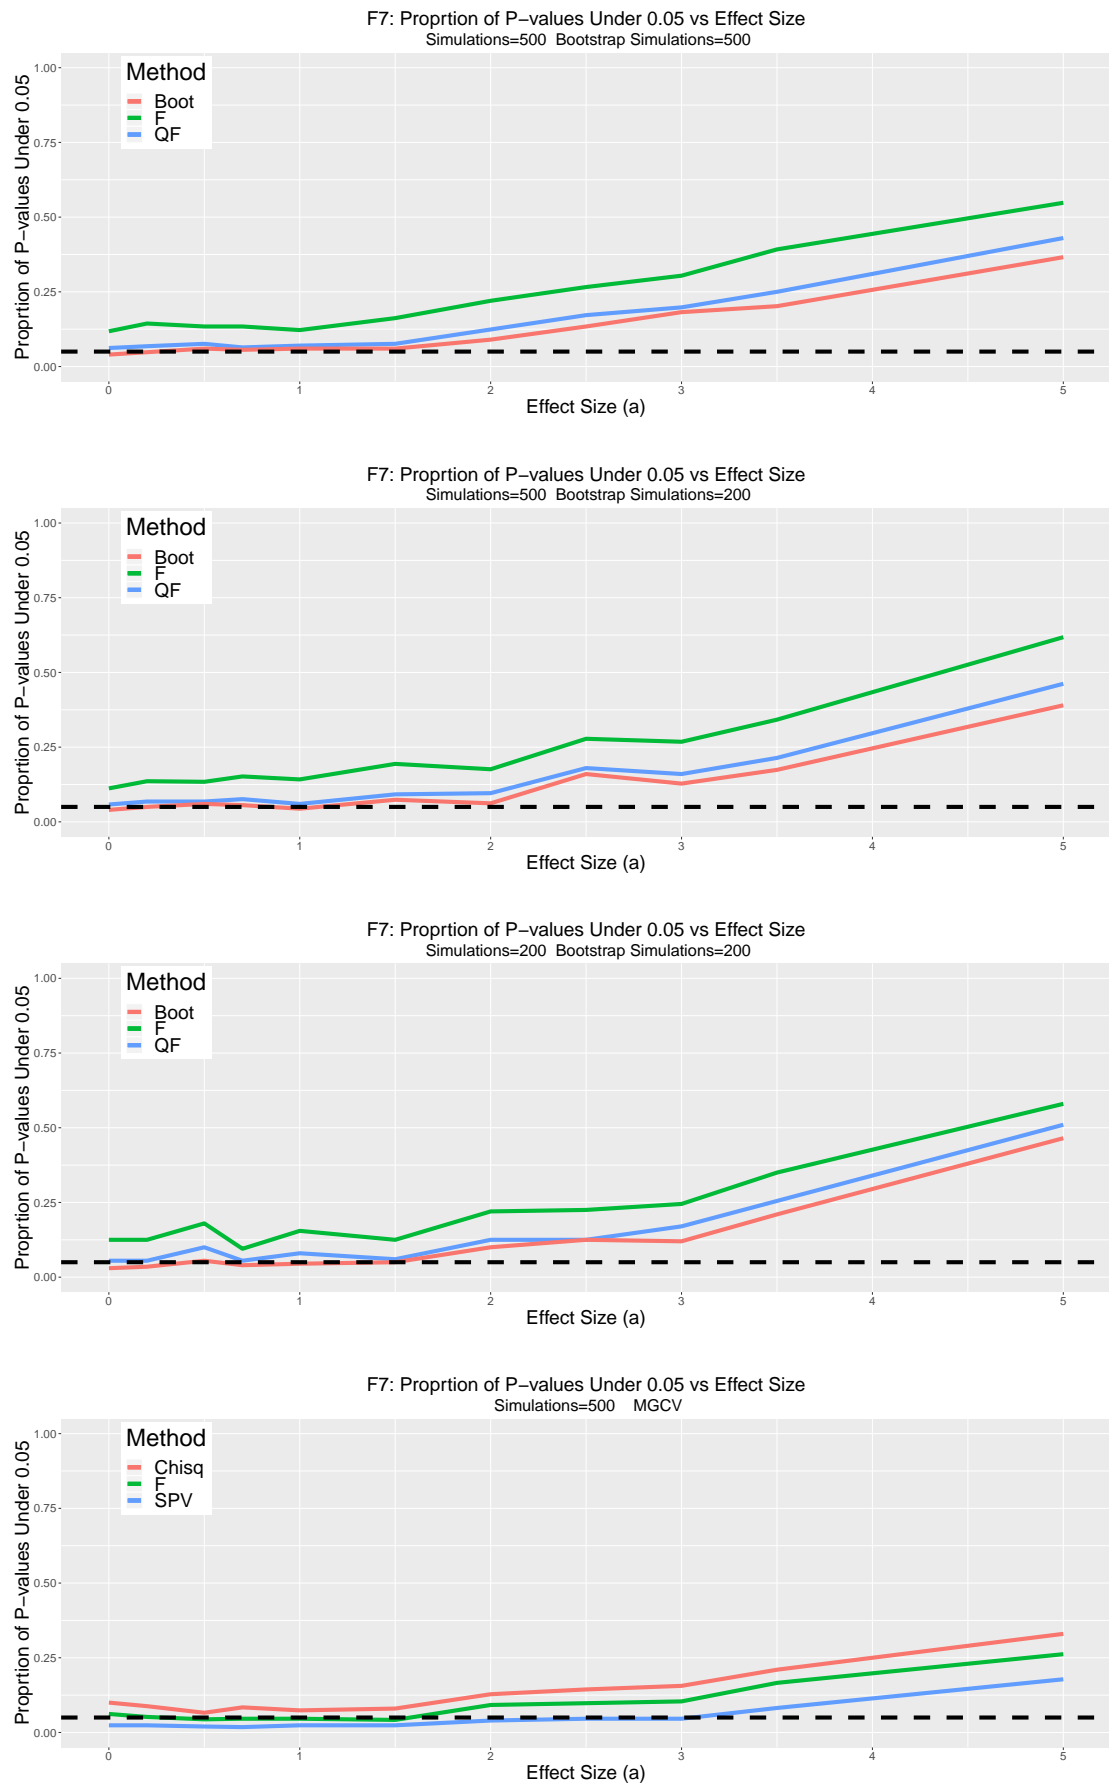 F7: Proprtion of P−values Under 0.05 vs Effect Size
Simulations=500 Bootstrap Simulations=500
Proprtion of P−values Under 0.05
1.00
0.75
0.50
0.25
0.00
Method
Boot
F
QF
0 1 2 3 4 5
Effect Size (a)
F7: Proprtion of P−values Under 0.05 vs Effect Size
Simulations=500 Bootstrap Simulations=200
Proprtion of P−values Under 0.05
1.00
0.75
0.50
0.25
0.00
Method
Boot
F
QF
0 1 2 3 4 5
Effect Size (a)
F7: Proprtion of P−values Under 0.05 vs Effect Size
Simulations=200 Bootstrap Simulations=200
Proprtion of P−values Under 0.05
1.00
0.75
0.50
0.25
0.00
Method
Boot
F
QF
0 1 2 3 4 5
Effect Size (a)
F7: Proprtion of P−values Under 0.05 vs Effect Size
Simulations=500 MGCV
Proprtion of P−values Under 0.05
1.00
0.75
0.50
0.25
0.00
Method
Chisq
F
SPV
0 1 2 3 4 5
Effect Size (a)